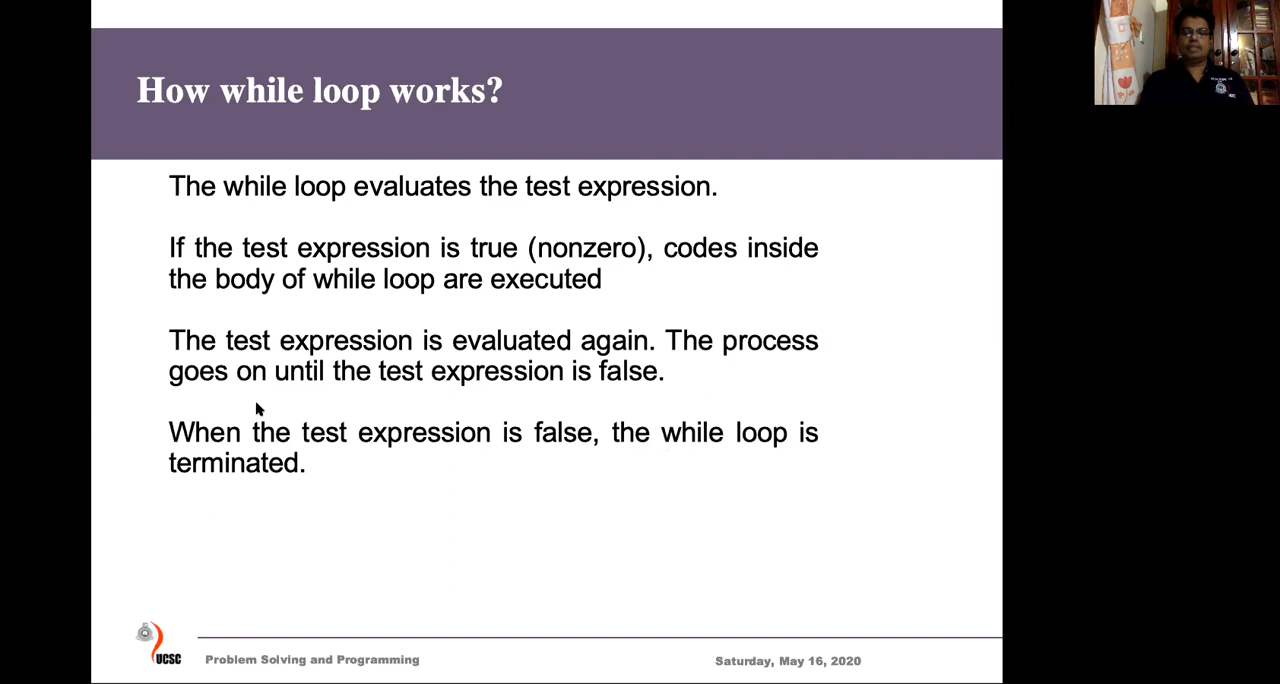 How while loop works?
The while loop evaluates the test expression.
If the test expression is true (nonzero), codes inside
the body of while loop are executed
The test expression is evaluated again. The process
goes on until the test expression is false.
When the test expression is false, the while loop is
terminated.
UCSC
Problem Solving and Programming
Saturday, May 16, 2020